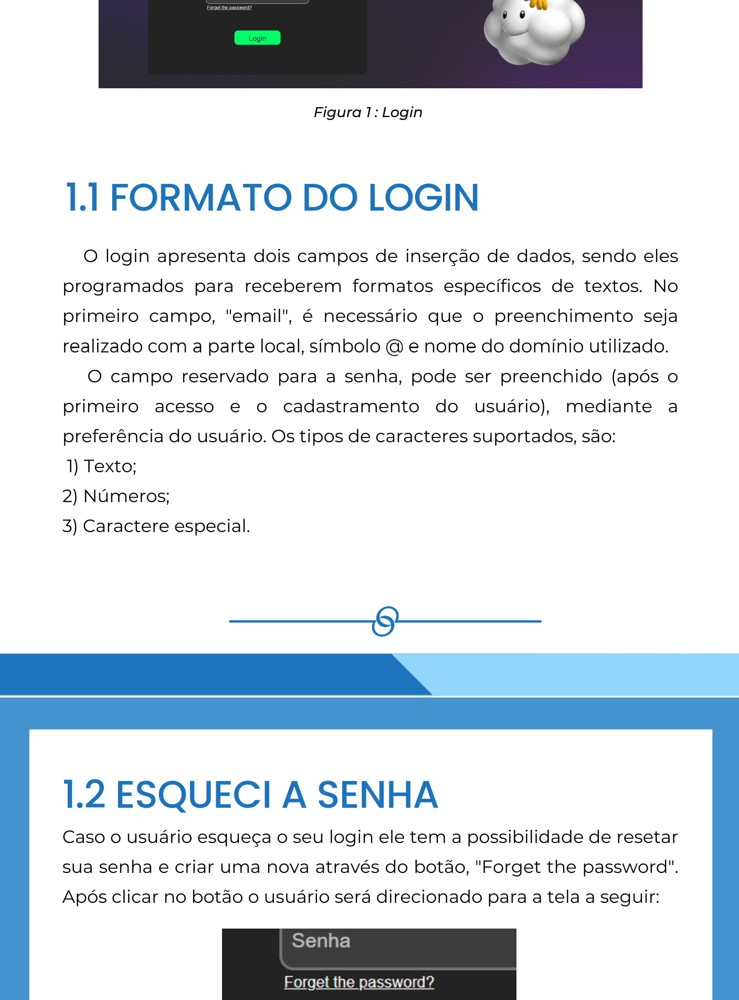 Forget the password?
Login
Figura 1 : Login
1.1 FORMATO DO LOGIN
O login apresenta dois campos de inserção de dados, sendo eles
programados para receberem formatos específicos de textos. No
primeiro campo, "email", é necessário que o preenchimento seja
realizado com a parte local, símbolo @ e nome do domínio utilizado.
O campo reservado para a senha, pode ser preenchido (após o
primeiro acesso e o cadastramento do usuário), mediante a
preferência do usuário. Os tipos de caracteres suportados, são:
1) Texto;
2) Números;
3) Caractere especial.
1.2 ESQUECI A SENHA
Caso o usuário esqueça o seu login ele tem a possibilidade de resetar
sua senha e criar uma nova através do botão, "Forget the password".
Após clicar no botão o usuário será direcionado para a tela a seguir:
Senha
Forget the password?